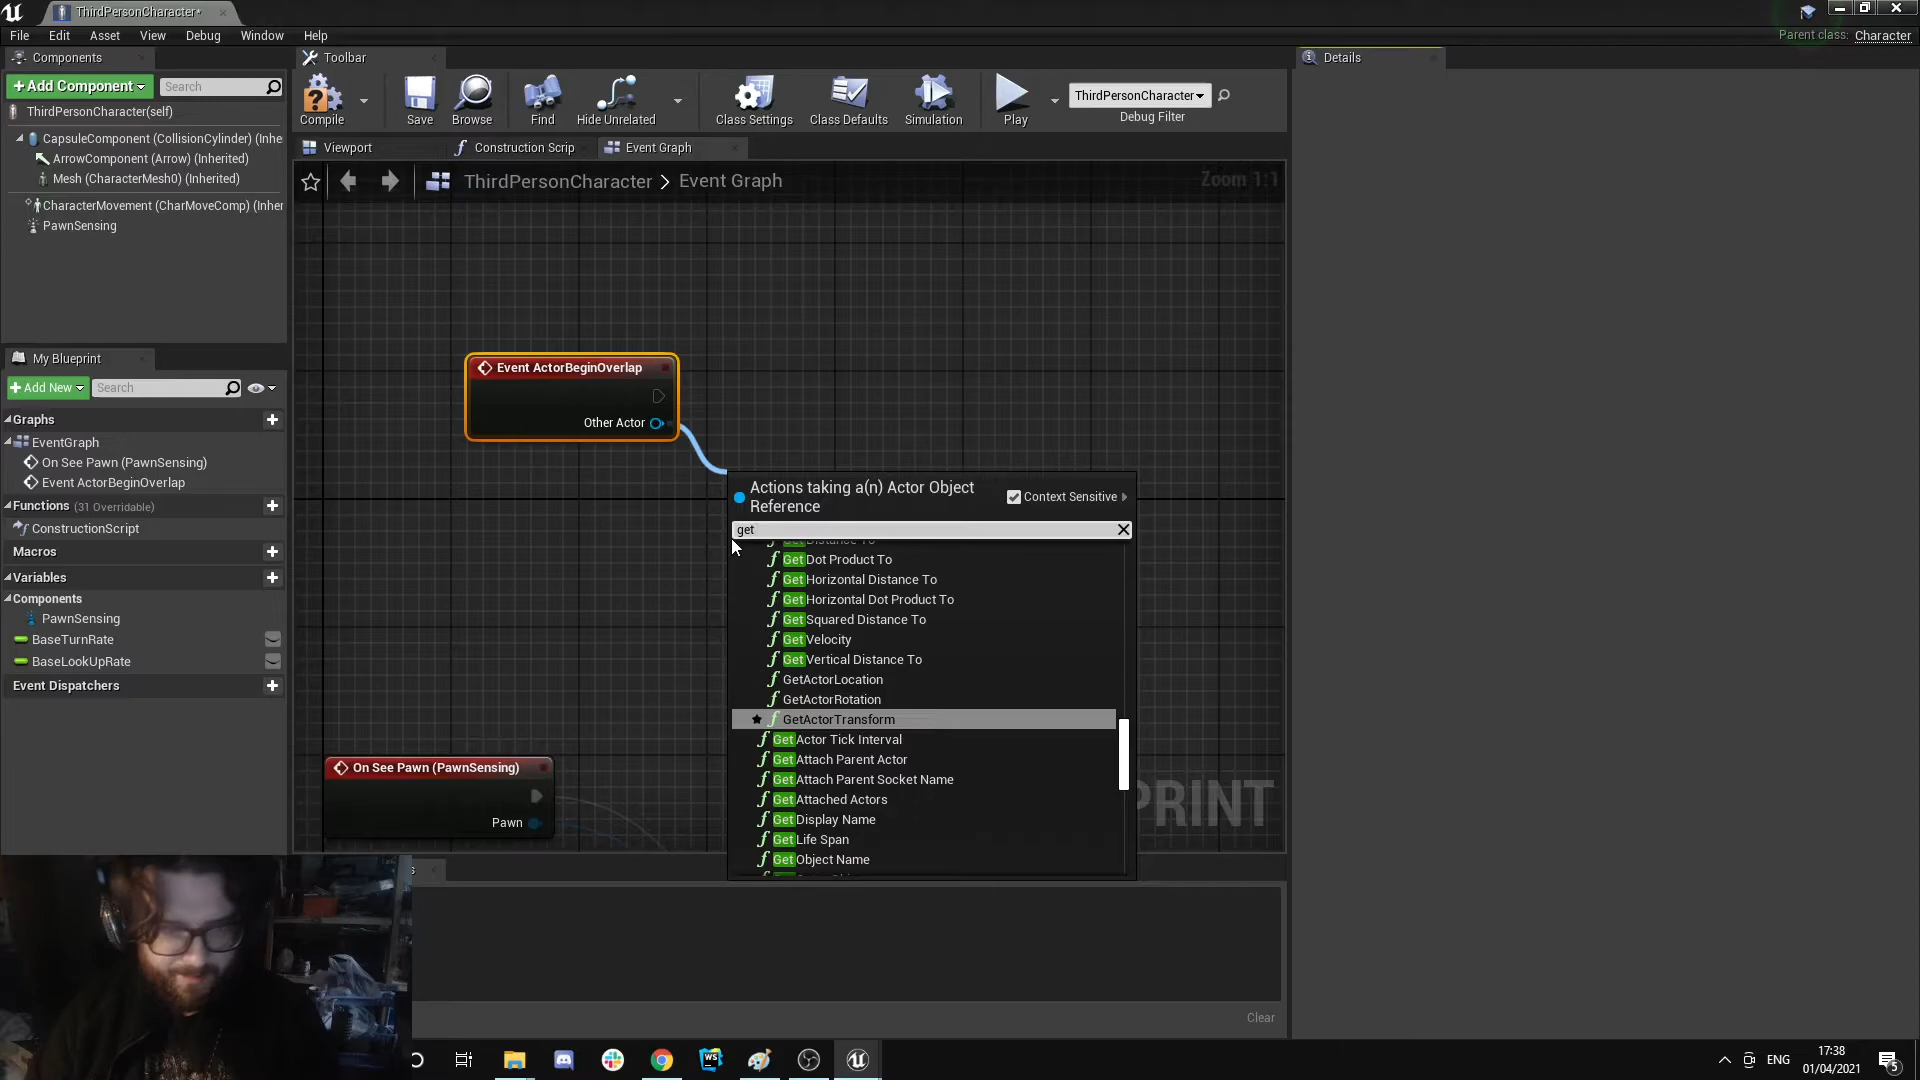 ThirdPersonCharacter*
File Edit Asset View Debug Window Help
Parent class: Character
Components
Toolbar
Details
Add Component
Search
ThirdPersonCharacter(self)
CapsuleComponent (CollisionCylinder) (Inhe
ArrowComponent (Arrow) (Inherited)
Mesh (CharacterMesh0) (Inherited)
CharacterMovement (CharMoveComp) (Inher
PawnSensing
Compile
Save
Browse
Find
Hide Unrelated
Class Settings
Class Defaults
Simulation
Play
ThirdPersonCharacter
Debug Filter
Viewport
Construction Scrip
Event Graph
ThirdPersonCharacter > Event Graph
Zoom 1:1
My Blueprint
Add New
Search
Graphs
EventGraph
On See Pawn (PawnSensing)
Event ActorBeginOverlap
Functions (31 Overridable)
ConstructionScript
Macros
Variables
Components
PawnSensing
BaseTurnRate
BaseLookUpRate
Event Dispatchers
Event ActorBeginOverlap
Other Actor
Actions taking a(n) Actor Object
Reference
Context Sensitive
get
Get Distance To
Get Dot Product To
Get Horizontal Distance To
Get Horizontal Dot Product To
Get Squared Distance To
Get Velocity
Get Vertical Distance To
GetActorLocation
GetActorRotation
GetActorTransform
Get Actor Tick Interval
Get Attach Parent Actor
Get Attach Parent Socket Name
Get Attached Actors
Get Display Name
Get Life Span
Get Object Name
On See Pawn (PawnSensing)
Pawn
PRINT
s
Clear
WS
ENG
17:38
01/04/2021
5